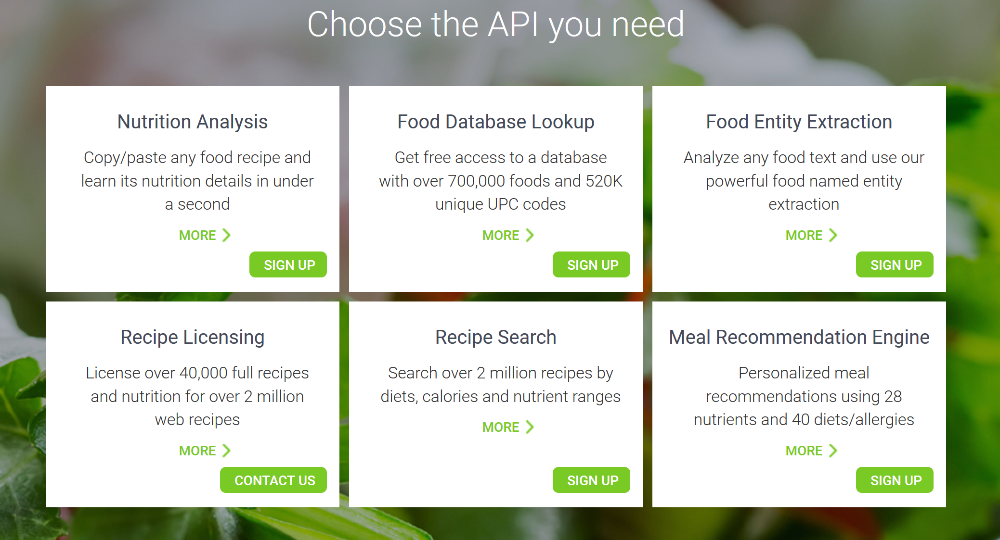 Choose the API you need
Nutrition Analysis
Copy/paste any food recipe and
learn its nutrition details in under
a second
MORE
SIGN UP
Food Database Lookup
Get free access to a database
with over 700,000 foods and 520K
unique UPC codes
MORE
SIGN UP
Food Entity Extraction
Analyze any food text and use our
powerful food named entity
extraction
MORE
SIGN UP
Recipe Licensing
License over 40,000 full recipes
and nutrition for over 2 million
web recipes
MORE
CONTACT US
Recipe Search
Search over 2 million recipes by
diets, calories and nutrient ranges
MORE
SIGN UP
Meal Recommendation Engine
Personalized meal
recommendations using 28
nutrients and 40 diets/allergies
MORE
SIGN UP